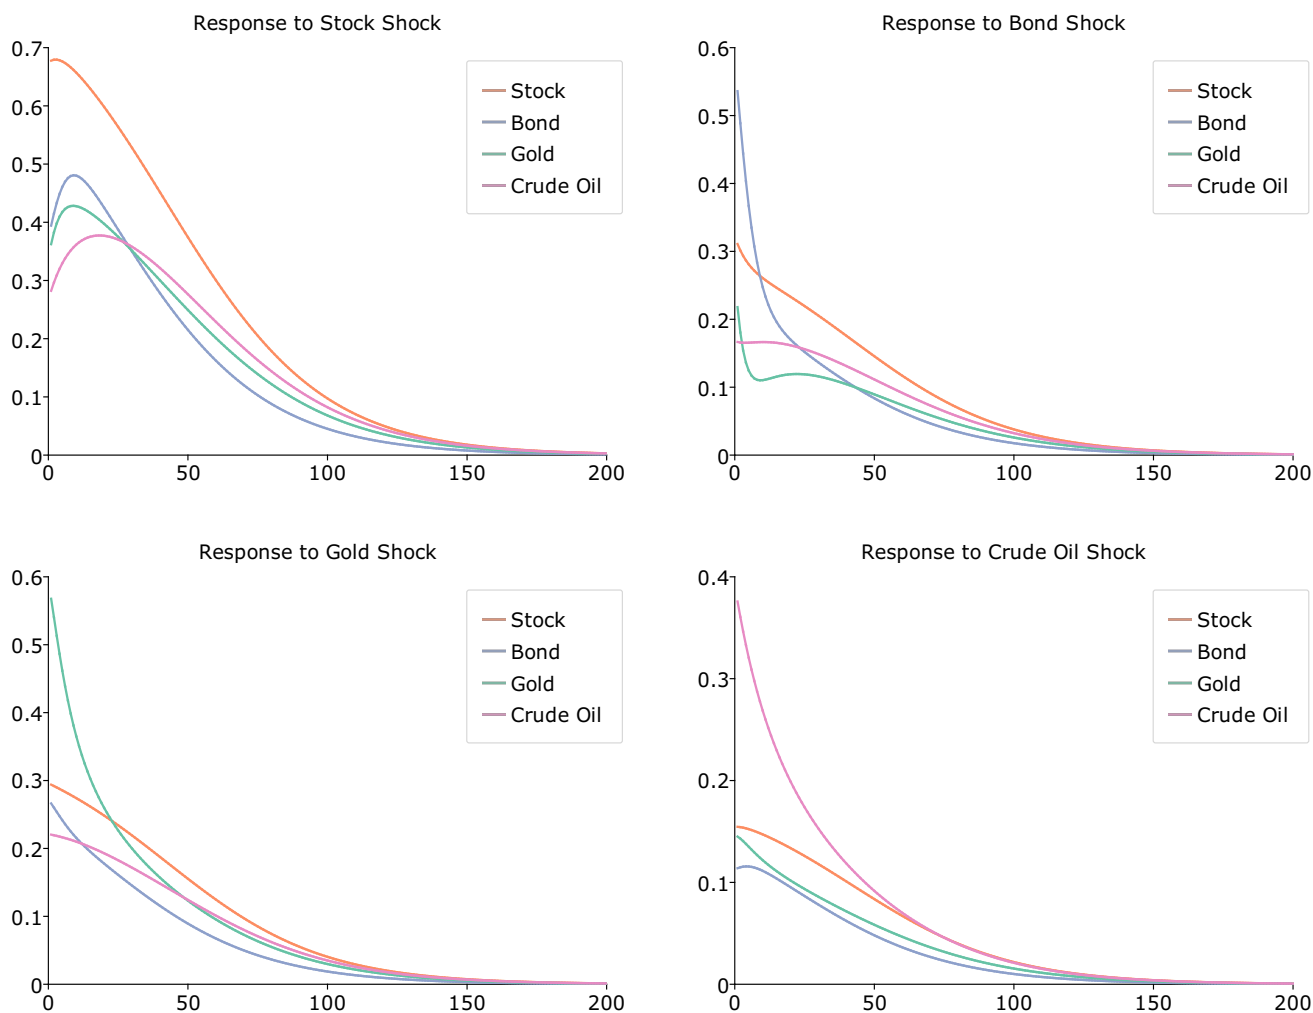 Response to Stock Shock
0.7
0.6
0.5
0.4
0.3
0.2
0.1
0
0 50 100 150 200
Stock
Bond
Gold
Crude Oil
Response to Bond Shock
0.6
0.5
0.4
0.3
0.2
0.1
0
0 50 100 150 200
Stock
Bond
Gold
Crude Oil
Response to Gold Shock
0.6
0.5
0.4
0.3
0.2
0.1
0
0 50 100 150 200
Stock
Bond
Gold
Crude Oil
Response to Crude Oil Shock
0.4
0.3
0.2
0.1
0
0 50 100 150 200
Stock
Bond
Gold
Crude Oil